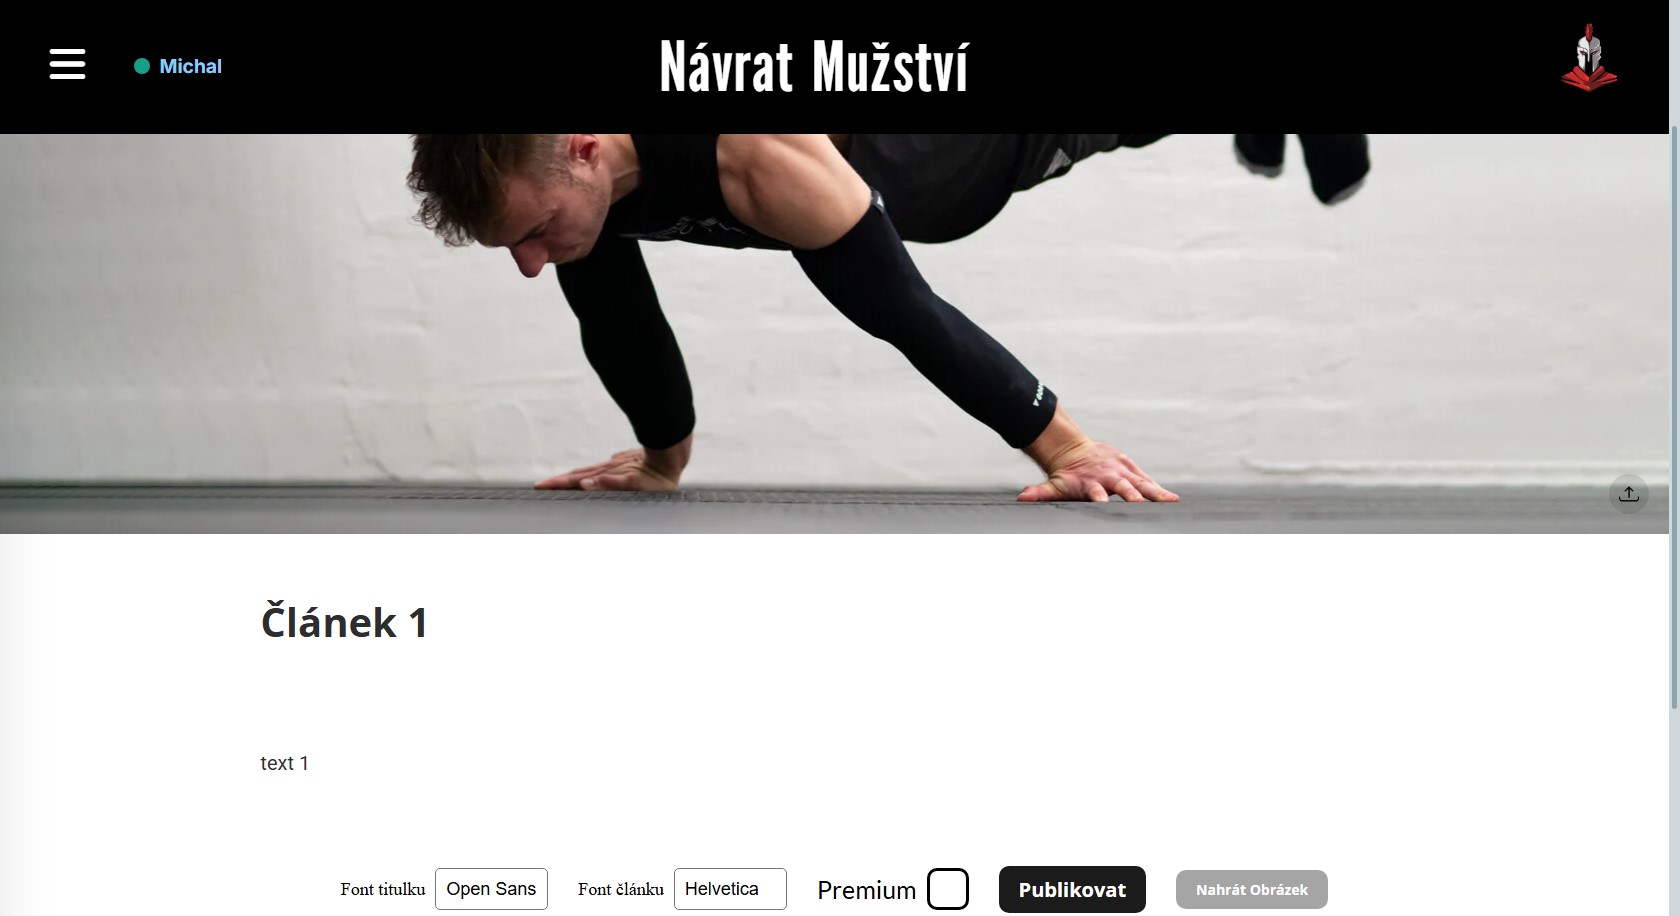 Michal
Návrat Mužství
Článek 1
text 1
Font titulku Open Sans Font článku Helvetica Premium Publikovat Nahrát Obrázek